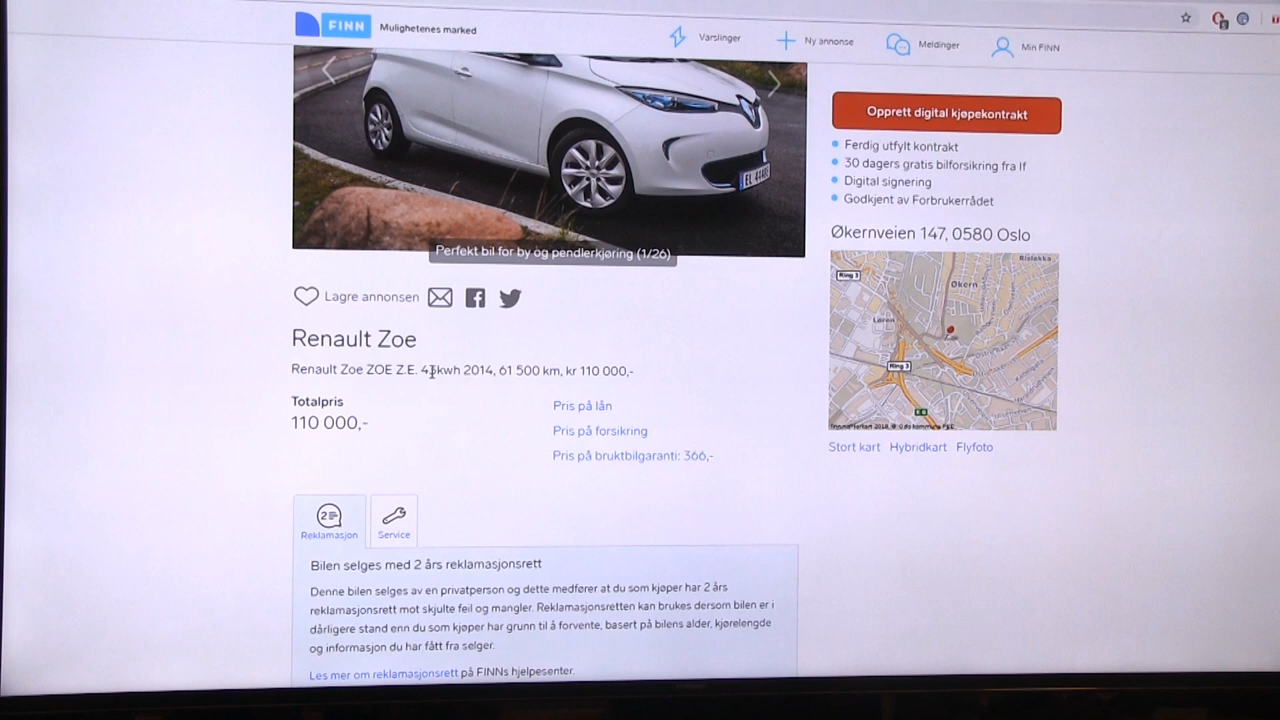 FINN Mulighetenes marked
Varslinger
Ny annonse
Meldinger
Min FINN
Perfekt bil for by og pendlerkjøring (1/26)
Lagre annonsen
Renault Zoe
Renault Zoe ZOE Z.E. 2014, 61 500 km, kr 110 000,-
Totalpris
110 000,-
Pris på lån
Pris på forsikring
Pris på bruktbilgaranti: 366,-
Reklamasjon
Service
Bilen selges med 2 års reklamasjonsrett
Denne bilen selges av en privatperson og dette medfører at du som kjøper har 2 års
reklamasjonsrett mot skjulte feil og mangler. Reklamasjonsretten kan brukes dersom bilen er i
dårligere stand enn du som kjøper har grunn til å forvente, basert på bilens alder, kjørelengde
og informasjon du har fått fra selger.
Les mer om reklamasjonsrett på FINNs hjelpesenter.
Opprett digital kjøpekontrakt
Ferdig utfylt kontrakt
30 dagers gratis bilforsikring fra If
Digital signering
Godkjent av Forbrukerrådet
Økernveien 147, 0580 Oslo
Risløkka
Ring 3
Økern
Løren
Ring 3
E 6
Stort kart
Hybridkart
Flyfoto